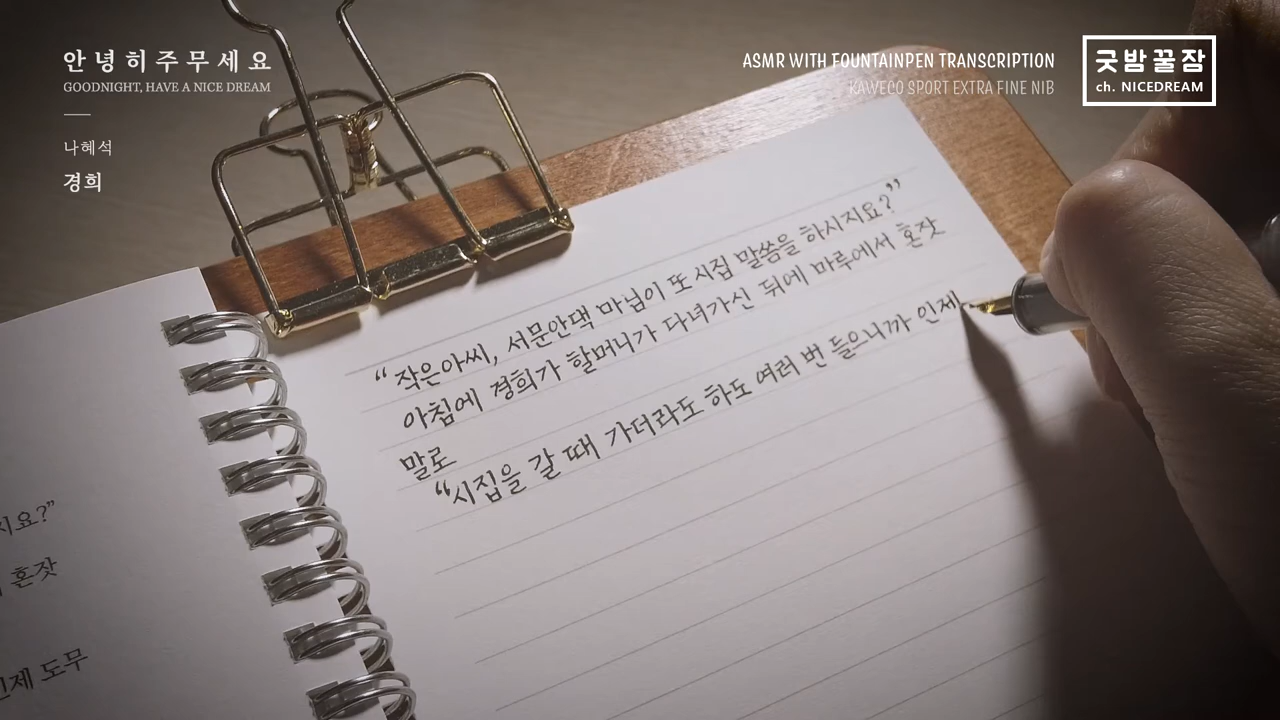 안녕히주무세요
GOODNIGHT, HAVE A NICE DREAM
나혜석
경희
ASMR WITH FOUNTAINPEN TRANSCRIPTION
KAWECO SPORT EXTRA FINE NIB
굿밤꿀잠
ch. NICEDREAM
지요?”
혼잣
인제 도무
“작은아씨, 서문안댁 마님이 또 시집 말씀을 하시지요?”
아침에 경희가 할머니가 다녀가신 뒤에 마루에서 혼잣
말로
“시집을 갈 때 가더라도 하도 여러 번 들으니까 인제